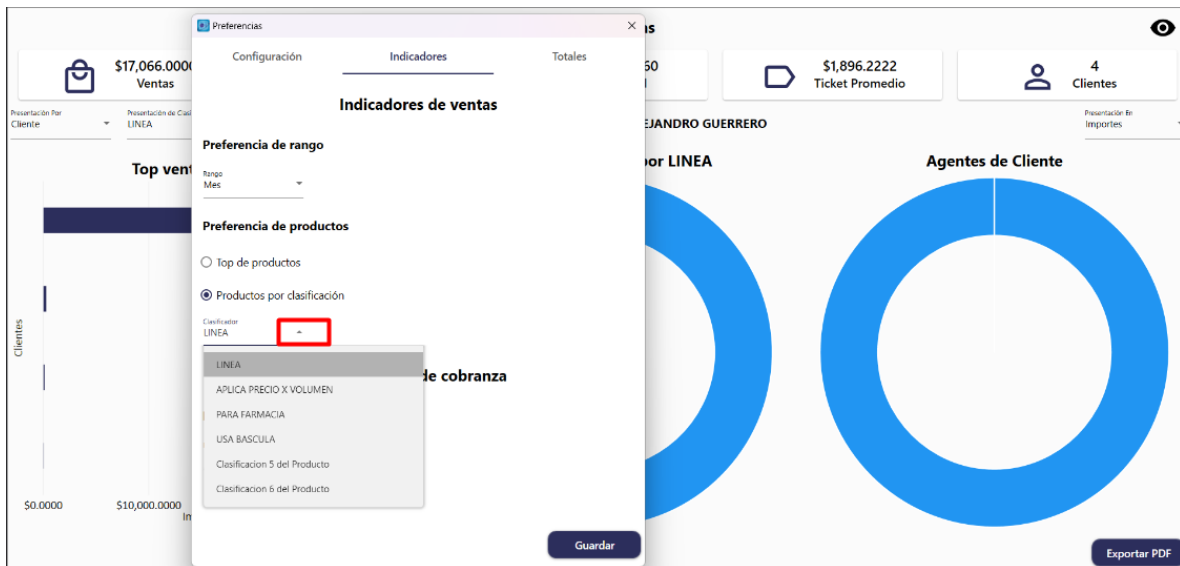 Preferencias
Configuración Indicadores Totales
Indicadores de ventas
Preferencia de rango
Rango
Mes
Preferencia de productos
Top de productos
Productos por clasificación
Clasificador
LINEA
LINEA
APLICA PRECIO X VOLUMEN
PARA FARMACIA
USA BASCULA
Clasificacion 5 del Producto
Clasificacion 6 del Producto
de cobranza
Guardar
$17,066.0000
Ventas
$1,896.2222
Ticket Promedio
4
Clientes
Presentación Por
Cliente
Presentación de Clasi
LINEA
EJANDRO GUERRERO
Presentación En
Importes
Top vent
por LINEA
Agentes de Cliente
Clientes
$0.0000 $10,000.0000
Exportar PDF